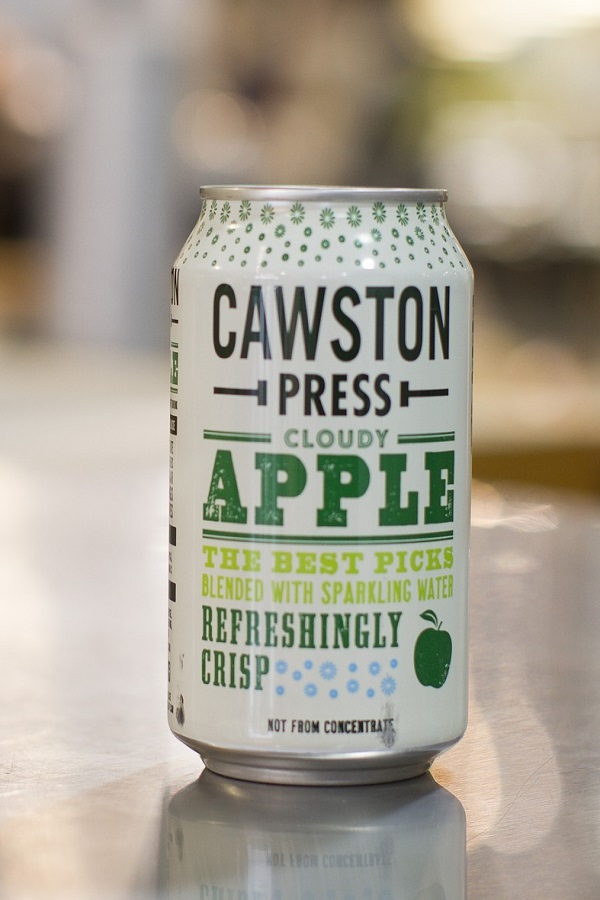 CAWSTON
PRESS
CLOUDY
APPLE
THE BEST PICKS
BLENDED WITH SPARKLING WATER
REFRESHINGLY
CRISP
NOT FROM CONCENTRATE